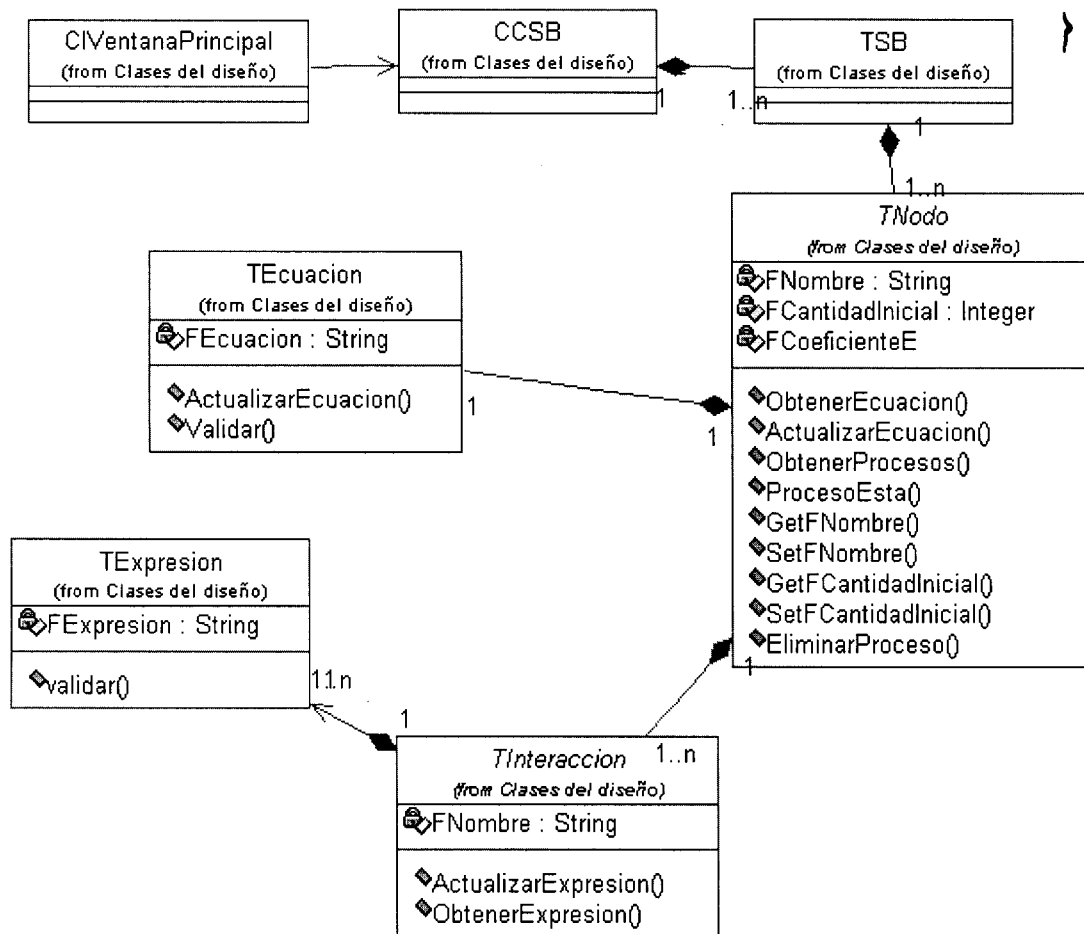 CIVentanaPrincipal
(from Clases del diseño)
CCSB
(from Clases del diseño)
1
1..n
TSB
(from Clases del diseño)
1
1..n
TNodo
(from Clases del diseño)
FNombre : String
FCantidadInicial : Integer
FCoeficienteE
ObtenerEcuacion()
ActualizarEcuacion()
ObtenerProcesos()
ProcesoEsta()
GetFNombre()
SetFNombre()
GetFCantidadInicial()
SetFCantidadInicial()
EliminarProceso()
TEcuacion
(from Clases del diseño)
FEcuacion : String
ActualizarEcuacion()
Validar()
1
1
TExpresion
(from Clases del diseño)
FExpresion : String
validar()
11..n
1
1
1..n
TInteraccion
(from Clases del diseño)
FNombre : String
ActualizarExpresion()
ObtenerExpresion()